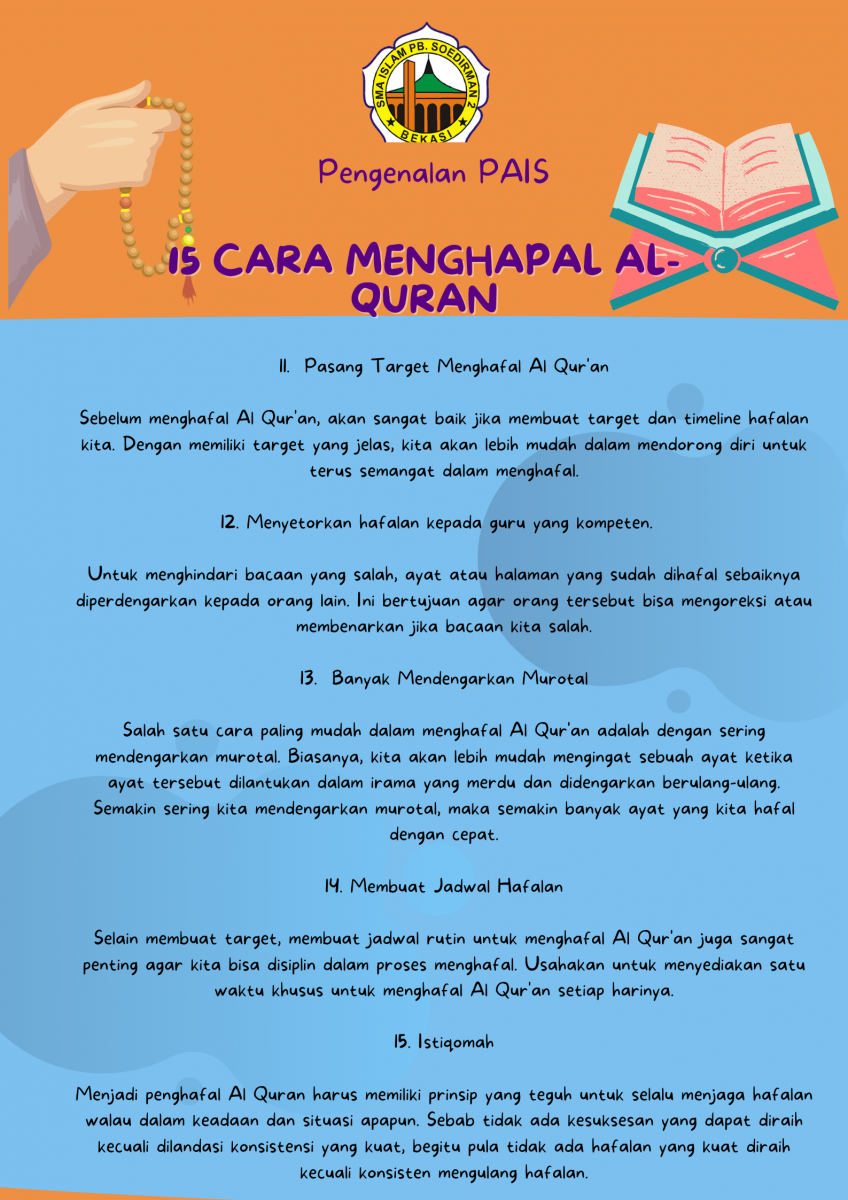 SMA ISLAM PB. SOEDIRMAN 2
BEKASI
Pengenalan PAIS
15 CARA MENGHAPAL AL-
QURAN
11. Pasang Target Menghafal Al Qur'an
Sebelum menghafal Al Qur'an, akan sangat baik jika membuat target dan timeline hafalan
kita. Dengan memiliki target yang jelas, kita akan lebih mudah dalam mendorong diri untuk
terus semangat dalam menghafal.
12. Menyetorkan hafalan kepada guru yang kompeten.
Untuk menghindari bacaan yang salah, ayat atau halaman yang sudah dihafal sebaiknya
diperdengarkan kepada orang lain. Ini bertujuan agar orang tersebut bisa mengoreksi atau
membenarkan jika bacaan kita salah.
13. Banyak Mendengarkan Murotal
Salah satu cara paling mudah dalam menghafal Al Qur'an adalah dengan sering
mendengarkan murotal. Biasanya, kita akan lebih mudah mengingat sebuah ayat ketika
ayat tersebut dilantukan dalam irama yang merdu dan didengarkan berulang-ulang.
Semakin sering kita mendengarkan murotal, maka semakin banyak ayat yang kita hafal
dengan cepat.
14. Membuat Jadwal Hafalan
Selain membuat target, membuat jadwal rutin untuk menghafal Al Qur'an juga sangat
penting agar kita bisa disiplin dalam proses menghafal. Usahakan untuk menyediakan satu
waktu khusus untuk menghafal Al Qur'an setiap harinya.
15. Istiqomah
Menjadi penghafal Al Quran harus memiliki prinsip yang teguh untuk selalu menjaga hafalan
walau dalam keadaan dan situasi apapun. Sebab tidak ada kesuksesan yang dapat diraih
kecuali dilandasi konsistensi yang kuat, begitu pula tidak ada hafalan yang kuat diraih
kecuali konsisten mengulang hafalan.